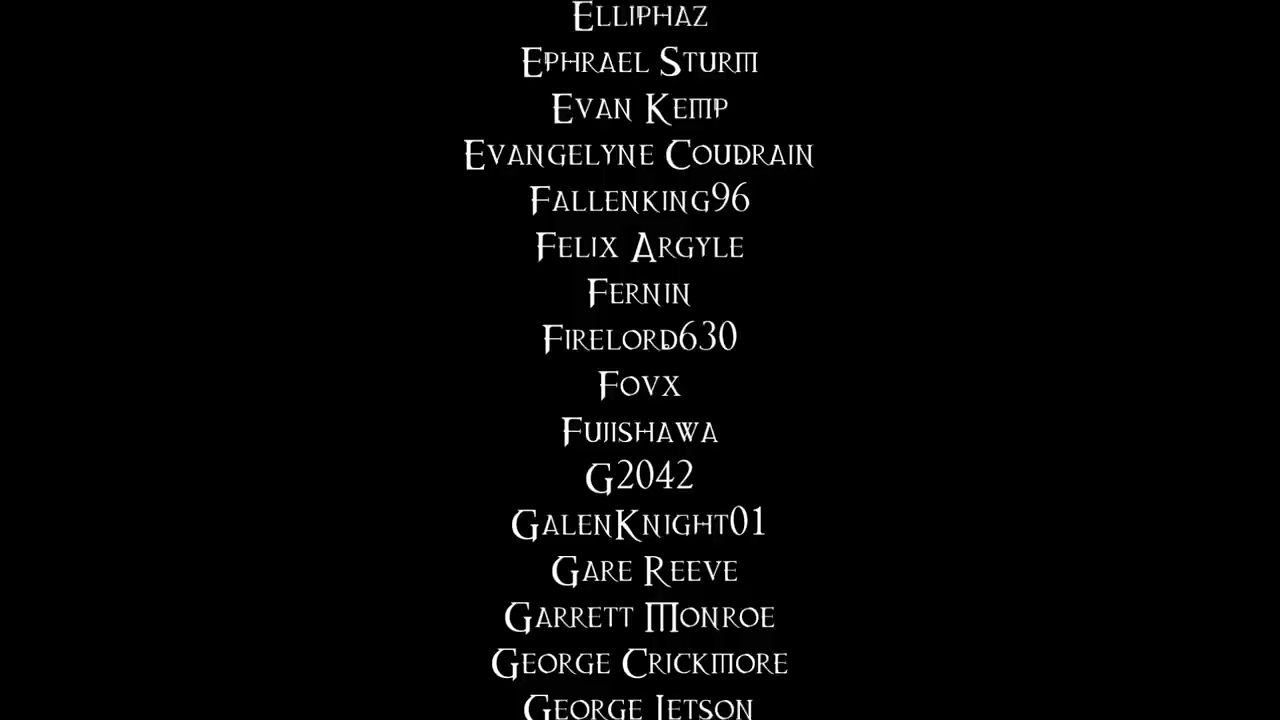 Elliphaz
Ephrael Sturm
Evan Kemp
Evangelyne Coudrain
Fallenking96
Felix Argyle
Fernin
Firelord630
Fovx
Fujishawa
G2042
GalenKnight01
Gare Reeve
Garrett Monroe
George Crickmore
George Jetson